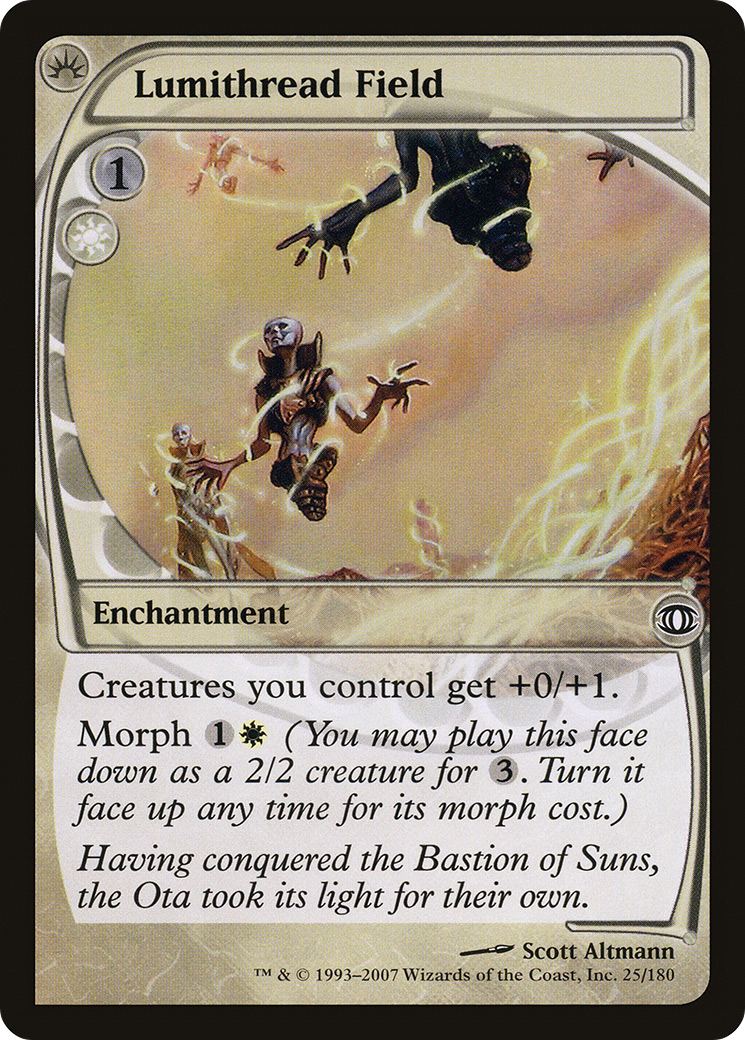 Lumithread Field
1
Enchantment
Creatures you control get +0/+1.
Morph 1 (You may play this face
down as a 2/2 creature for 3. Turn it
face up any time for its morph cost.)
Having conquered the Bastion of Suns,
the Ota took its light for their own.
Scott Altmann
™ & © 1993–2007 Wizards of the Coast, Inc. 25/180